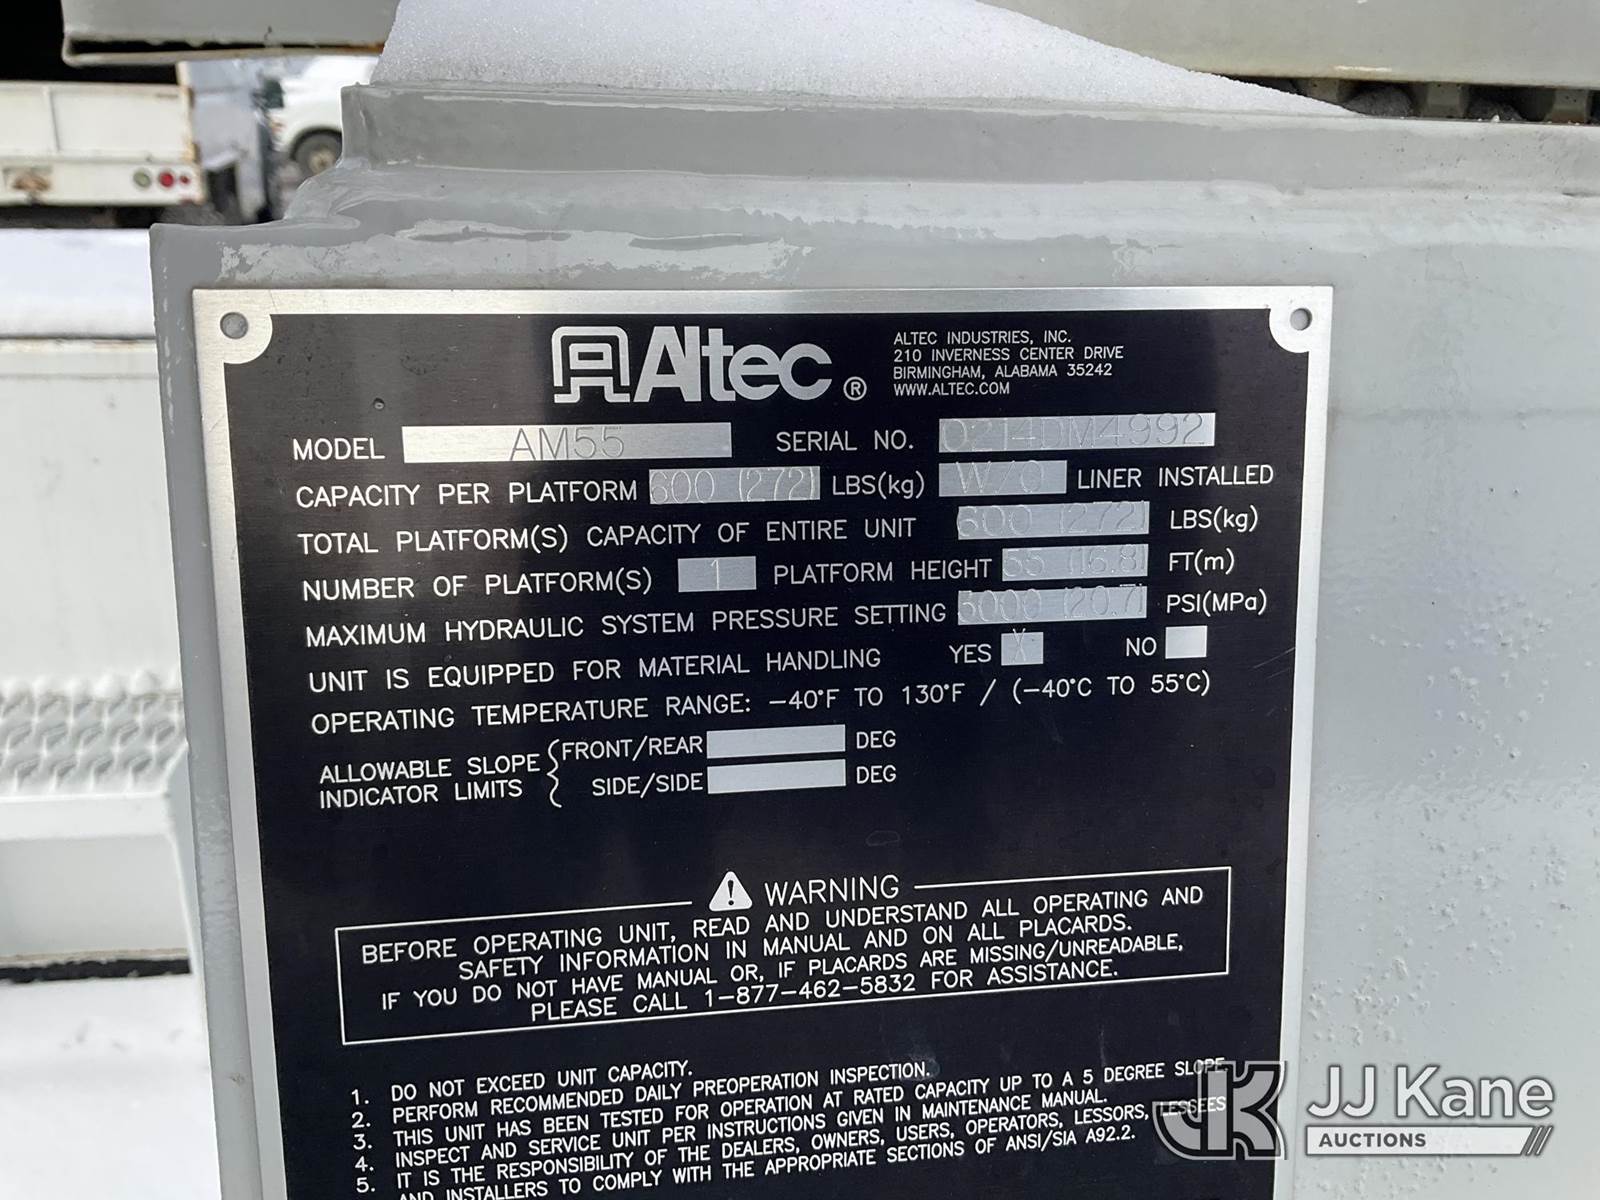 Altec®
ALTEC INDUSTRIES, INC.
210 INVERNESS CENTER DRIVE
BIRMINGHAM, ALABAMA 35242
WWW.ALTEC.COM
MODEL AM55 SERIAL NO. 0214DM4992
CAPACITY PER PLATFORM 600 (272) LBS(kg) W/O LINER INSTALLED
TOTAL PLATFORM(S) CAPACITY OF ENTIRE UNIT 600 (272) LBS(kg)
NUMBER OF PLATFORM(S) 1 PLATFORM HEIGHT 55 (16.8) FT(m)
MAXIMUM HYDRAULIC SYSTEM PRESSURE SETTING 3000 (20.7) PSI(MPa)
UNIT IS EQUIPPED FOR MATERIAL HANDLING YES X NO
OPERATING TEMPERATURE RANGE: -40°F TO 130°F / (-40°C TO 55°C)
ALLOWABLE SLOPE INDICATOR LIMITS { FRONT/REAR DEG
SIDE/SIDE DEG
⚠ WARNING
BEFORE OPERATING UNIT, READ AND UNDERSTAND ALL OPERATING AND
SAFETY INFORMATION IN MANUAL AND ON ALL PLACARDS.
IF YOU DO NOT HAVE MANUAL OR, IF PLACARDS ARE MISSING/UNREADABLE,
PLEASE CALL 1-877-462-5832 FOR ASSISTANCE.
1. DO NOT EXCEED UNIT CAPACITY.
2. PERFORM RECOMMENDED DAILY PREOPERATION INSPECTION.
3. THIS UNIT HAS BEEN TESTED FOR OPERATION AT RATED CAPACITY UP TO A 5 DEGREE SLOPE.
4. INSPECT AND SERVICE UNIT PER INSTRUCTIONS GIVEN IN MAINTENANCE MANUAL.
5. IT IS THE RESPONSIBILITY OF THE DEALERS, OWNERS, USERS, OPERATORS, LESSORS, LESSEES
AND INSTALLERS TO COMPLY WITH THE APPROPRIATE SECTIONS OF ANSI/SIA A92.2.
JK JJ Kane
AUCTIONS